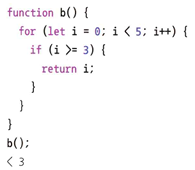 function b() {
  for (let i = 0; i < 5; i++) {
    if (i >= 3) {
      return i;
    }
  }
}
b();
< 3